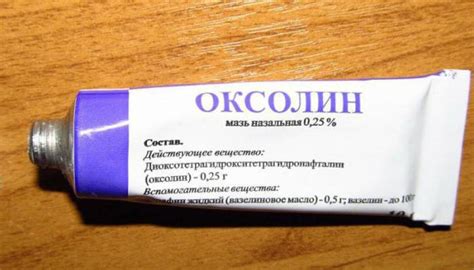 ОКСОЛИН
мазь назальная 0,25 %
Состав.
Действующее вещество:
Диоксотетрагидрокситетрагидронафталин
(оксолин) - 0,25 г
Вспомогательные вещества:
жидкий (вазелиновое масло) - 0,5 г; вазелин - до